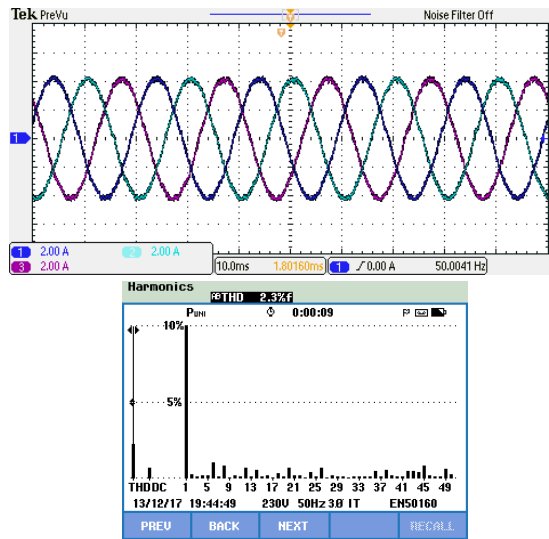 Tek PreVu Noise Filter Off
1
1 2.00 A 2 2.00 A
3 2.00 A 10.0ms 1.80160ms 1 0.00 A 50.0041 Hz
Harmonics
THD 2.3%f
PUNI 0:00:09
10%
5%
THDDC 1 5 9 13 17 21 25 29 33 37 41 45 49
13/12/17 19:44:49 230V 50Hz 3Ø IT EN50160
PREV BACK NEXT RECALL